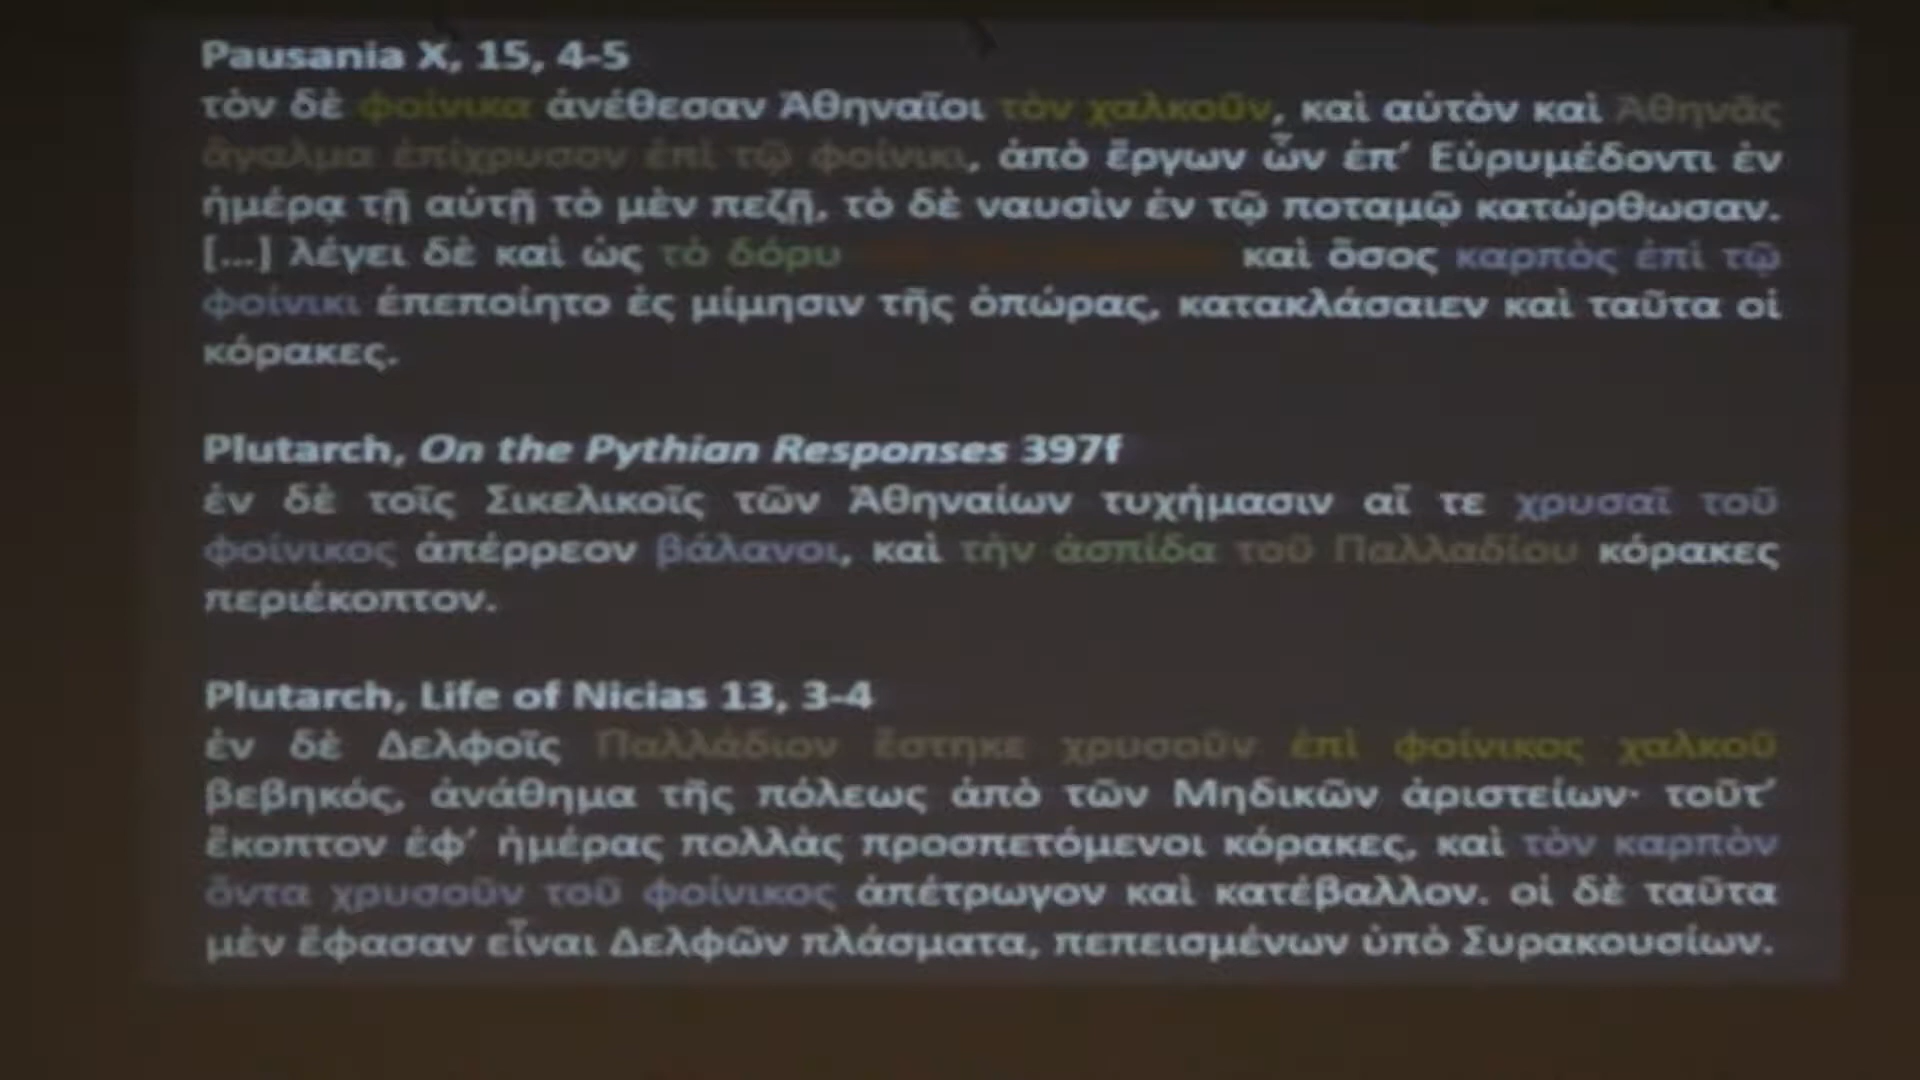 Pausania X, 15, 4-5
τὸν δὲ φοίνικα ἀνέθεσαν Ἀθηναῖοι τὸν χαλκοῦν, καὶ αὐτὸν καὶ Ἀθηνᾶς
ἄγαλμα ἐπίχρυσον ἐπὶ τῷ φοίνικι, ἀπὸ ἔργων ὧν ἐπ’ Εὐρυμέδοντι ἐν
ἡμέρᾳ τῇ αὐτῇ τὸ μὲν πεζῇ, τὸ δὲ ναυσὶν ἐν τῷ ποταμῷ κατώρθωσαν.
[...] λέγει δὲ καὶ ὡς τὸ δόρυ καὶ ὅσος καρπὸς ἐπὶ τῷ
φοίνικι ἐπεποίητο ἐς μίμησιν τῆς ὀπώρας, κατακλάσαιεν καὶ ταῦτα οἱ
κόρακες.
Plutarch, On the Pythian Responses 397f
ἐν δὲ τοῖς Σικελικοῖς τῶν Ἀθηναίων τυχήμασιν αἵ τε χρυσαῖ τοῦ
φοίνικος ἀπέρρεον βάλανοι, καὶ τὴν ἀσπίδα τοῦ Παλλαδίου κόρακες
περιέκοπτον.
Plutarch, Life of Nicias 13, 3-4
ἐν δὲ Δελφοῖς Παλλάδιον ἕστηκε χρυσοῦν ἐπὶ φοίνικος χαλκοῦ
βεβηκός, ἀνάθημα τῆς πόλεως ἀπὸ τῶν Μηδικῶν ἀριστείων· τοῦτ’
ἔκοπτον ἐφ’ ἡμέρας πολλὰς προσπετόμενοι κόρακες, καὶ τὸν καρπὸν
ὄντα χρυσοῦν τοῦ φοίνικος ἀπέτρωγον καὶ κατέβαλλον. οἱ δὲ ταῦτα
μὲν ἔφασαν εἶναι Δελφῶν πλάσματα, πεπεισμένων ὑπὸ Συρακουσίων.